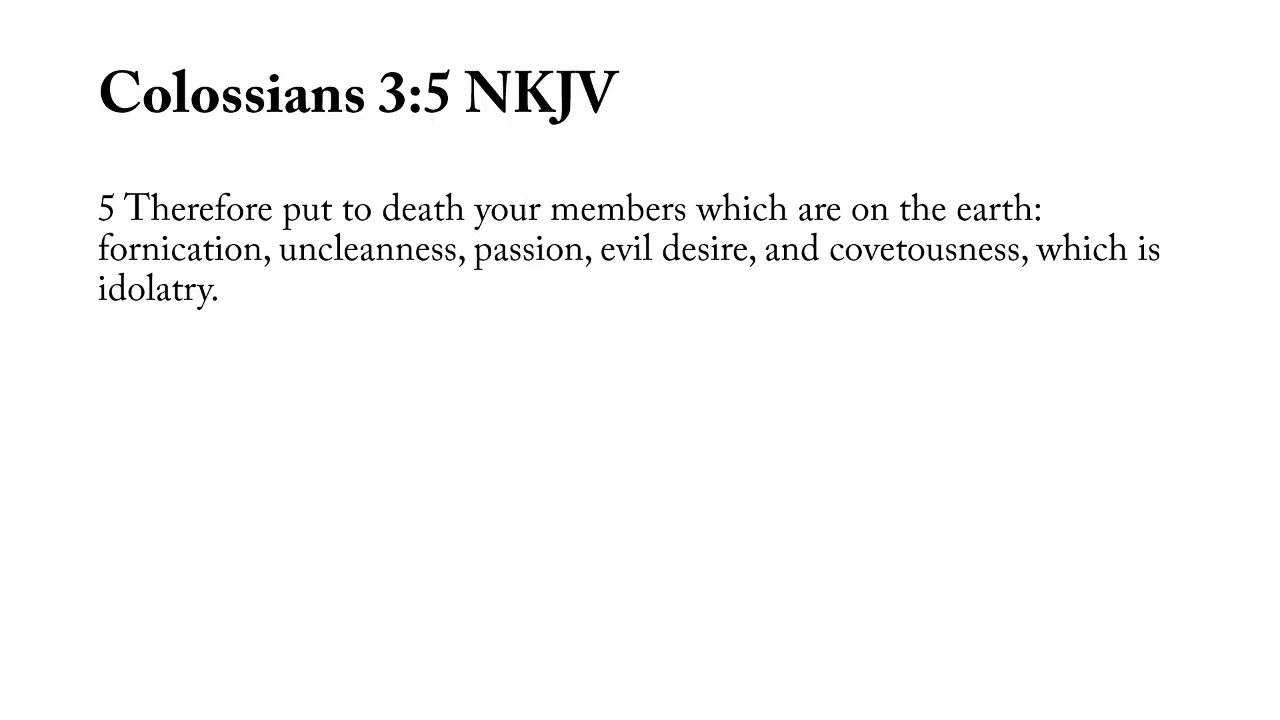 Colossians 3:5 NKJV
5 Therefore put to death your members which are on the earth:
fornication, uncleanness, passion, evil desire, and covetousness, which is
idolatry.